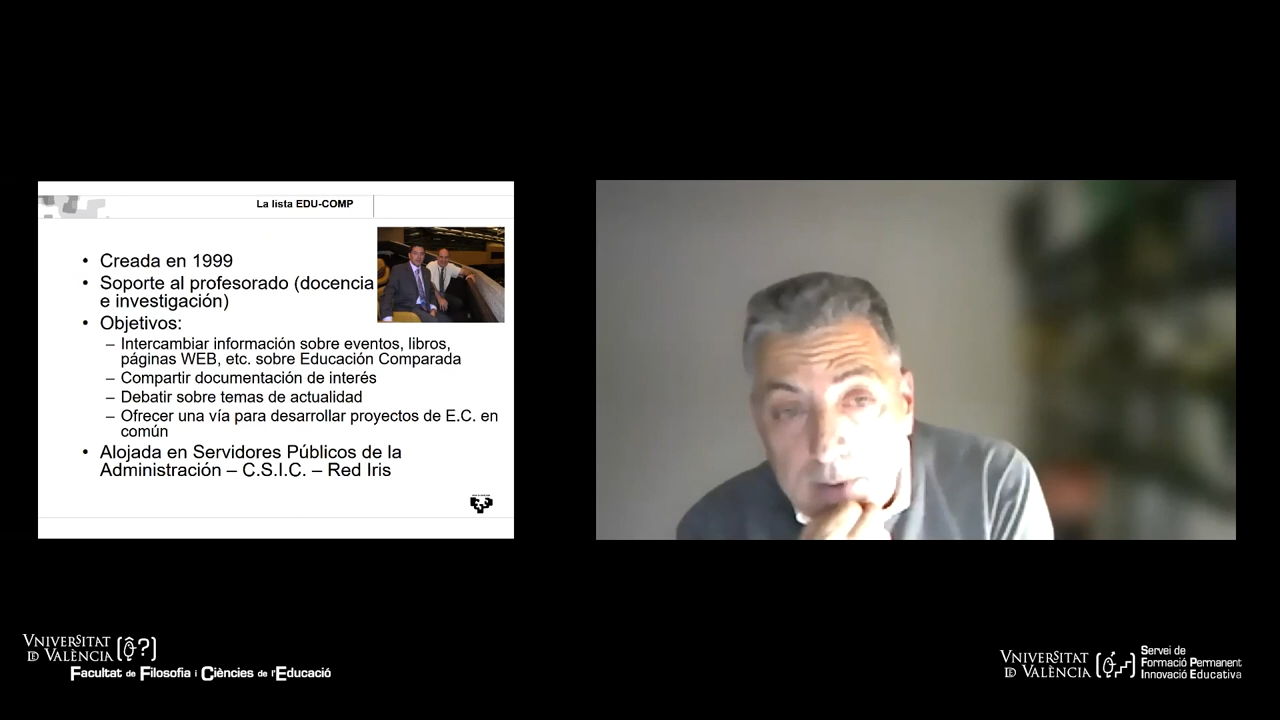 La lista EDU-COMP
• Creada en 1999
• Soporte al profesorado (docencia
e investigación)
• Objetivos:
– Intercambiar información sobre eventos, libros,
páginas WEB, etc. sobre Educación Comparada
– Compartir documentación de interés
– Debatir sobre temas de actualidad
– Ofrecer una vía para desarrollar proyectos de E.C. en
común
• Alojada en Servidores Públicos de la
Administración – C.S.I.C. – Red Iris
VNIVERSITAT
D VALÈNCIA
Facultat de Filosofia i Ciències de l'Educació
VNIVERSITAT
D VALÈNCIA
Servei de
Formació Permanent
Innovació Educativa